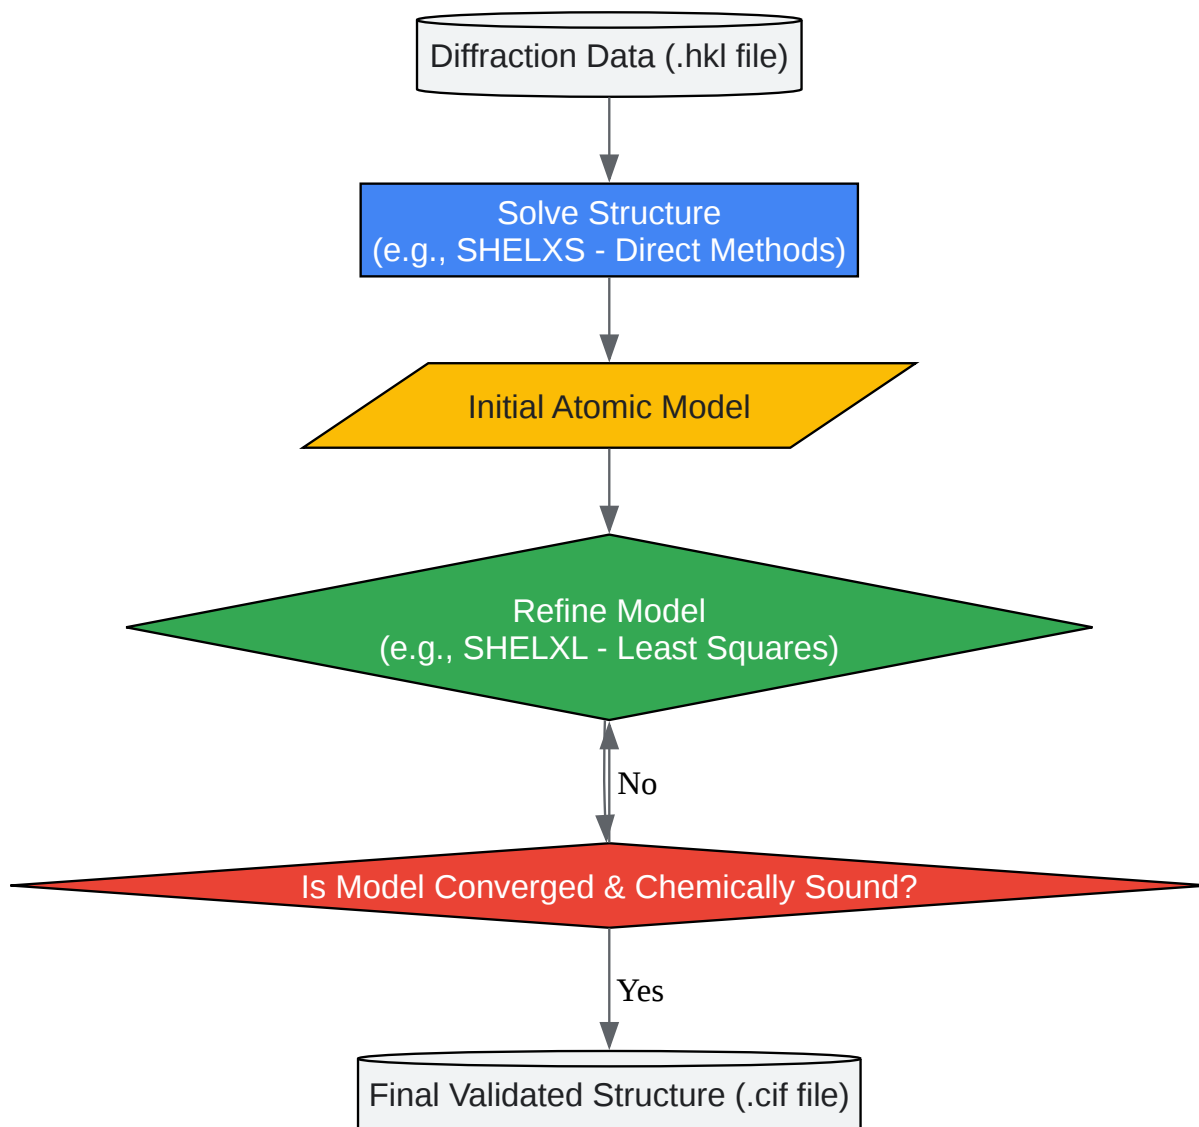 Diffraction Data (.hkl file)
Solve Structure
(e.g., SHELXS - Direct Methods)
Initial Atomic Model
Refine Model
(e.g., SHELXL - Least Squares)
No
Is Model Converged & Chemically Sound?
Yes
Final Validated Structure (.cif file)